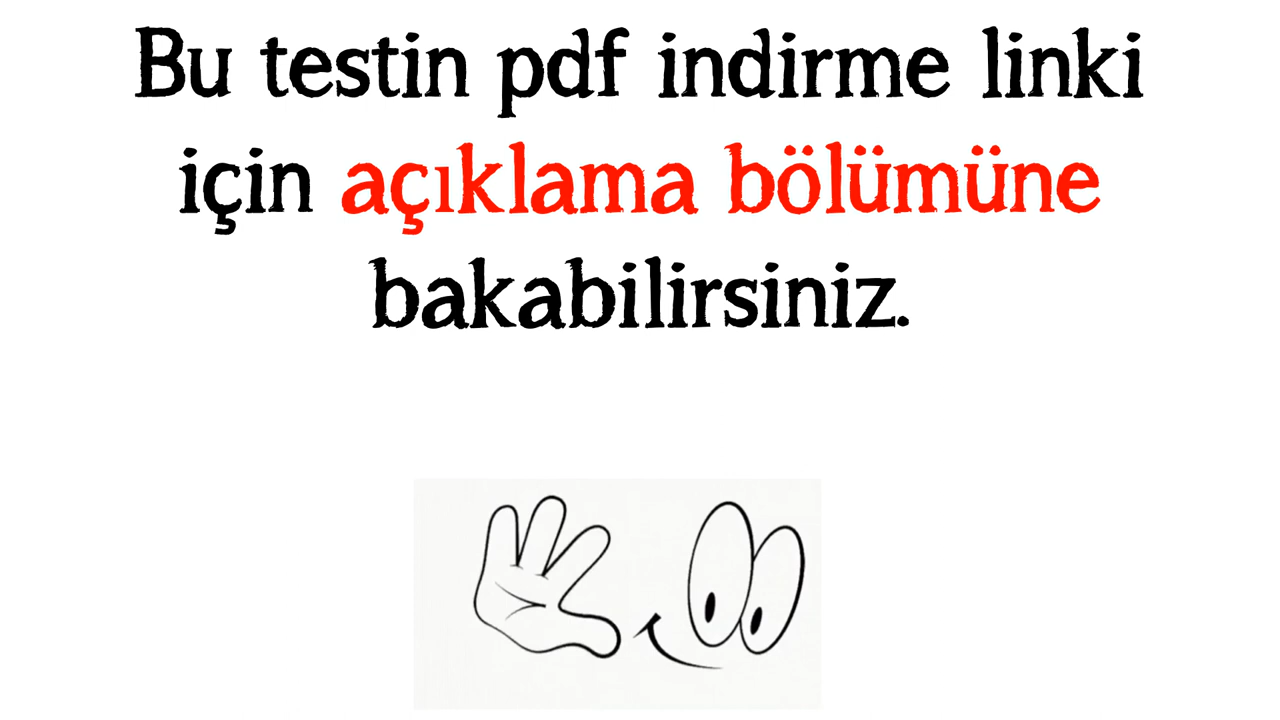 Bu testin pdf indirme linki
için açıklama bölümüne
bakabilirsiniz.